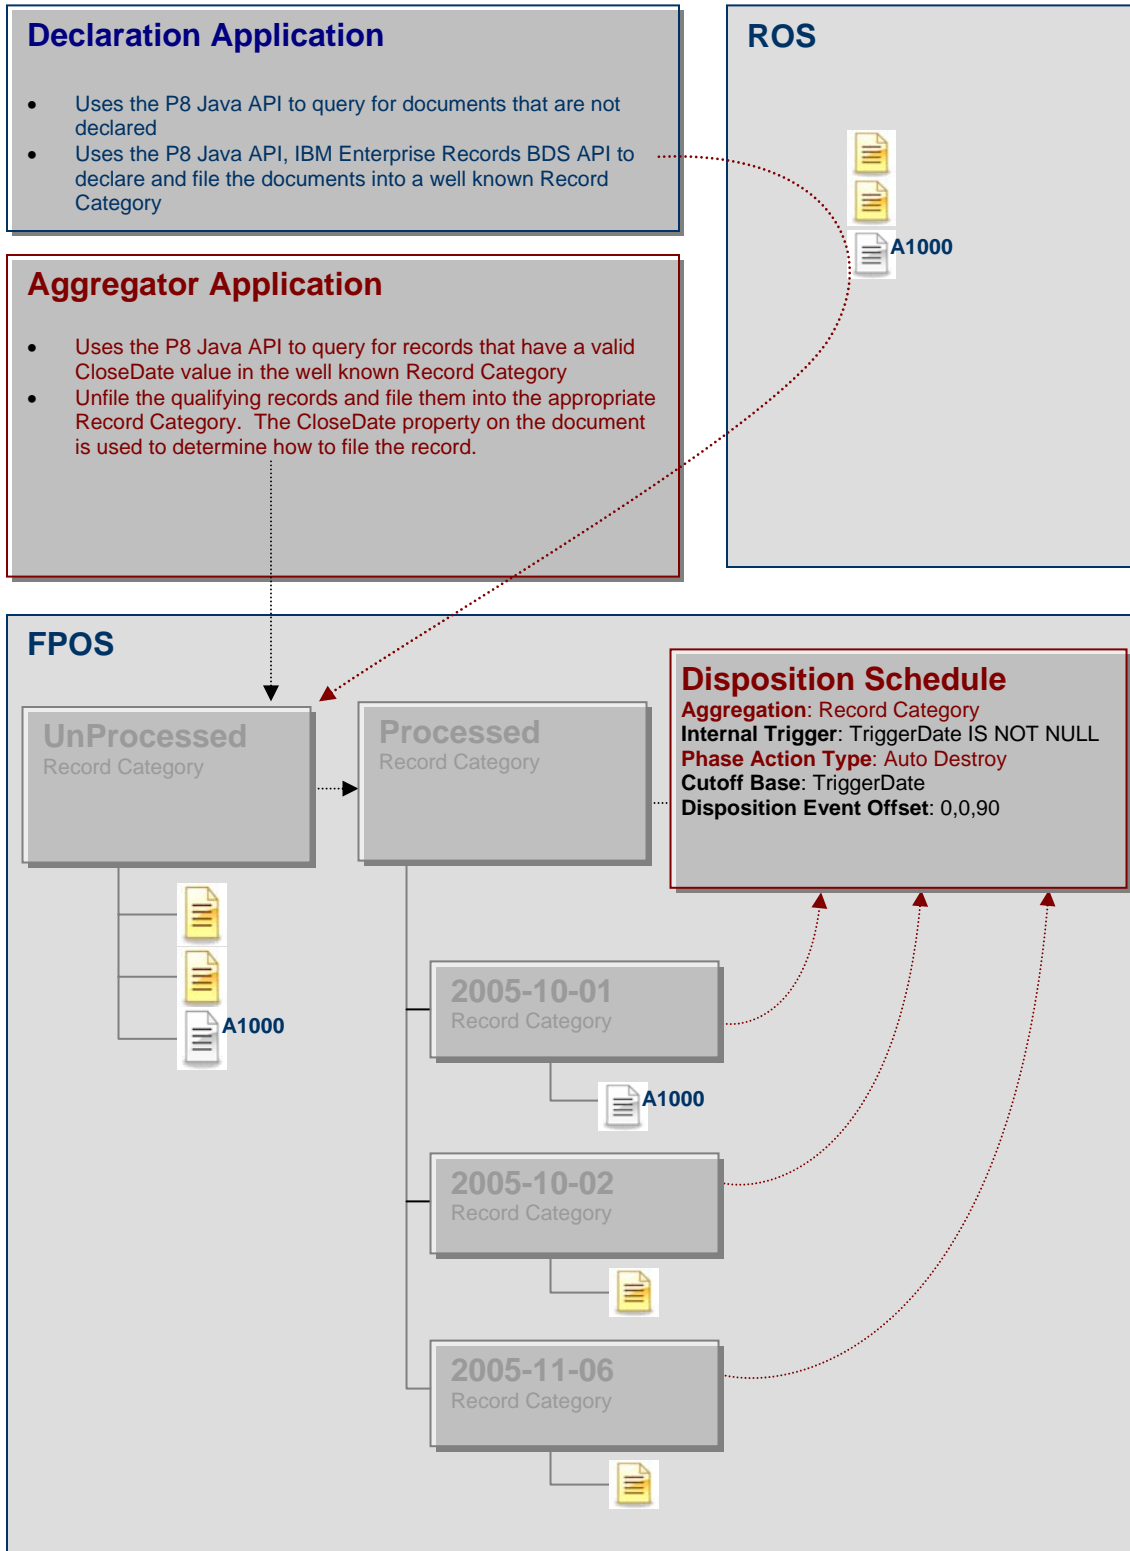 Declaration Application
• Uses the P8 Java API to query for documents that are not
declared
• Uses the P8 Java API, IBM Enterprise Records BDS API to
declare and file the documents into a well known Record
Category
ROS
A1000
Aggregator Application
• Uses the P8 Java API to query for records that have a valid
CloseDate value in the well known Record Category
• Unfile the qualifying records and file them into the appropriate
Record Category.  The CloseDate property on the document
is used to determine how to file the record.
FPOS
UnProcessed
Record Category
A1000
Processed
Record Category
Disposition Schedule
Aggregation: Record Category
Internal Trigger: TriggerDate IS NOT NULL
Phase Action Type: Auto Destroy
Cutoff Base: TriggerDate
Disposition Event Offset: 0,0,90
2005-10-01
Record Category
A1000
2005-10-02
Record Category
2005-11-06
Record Category